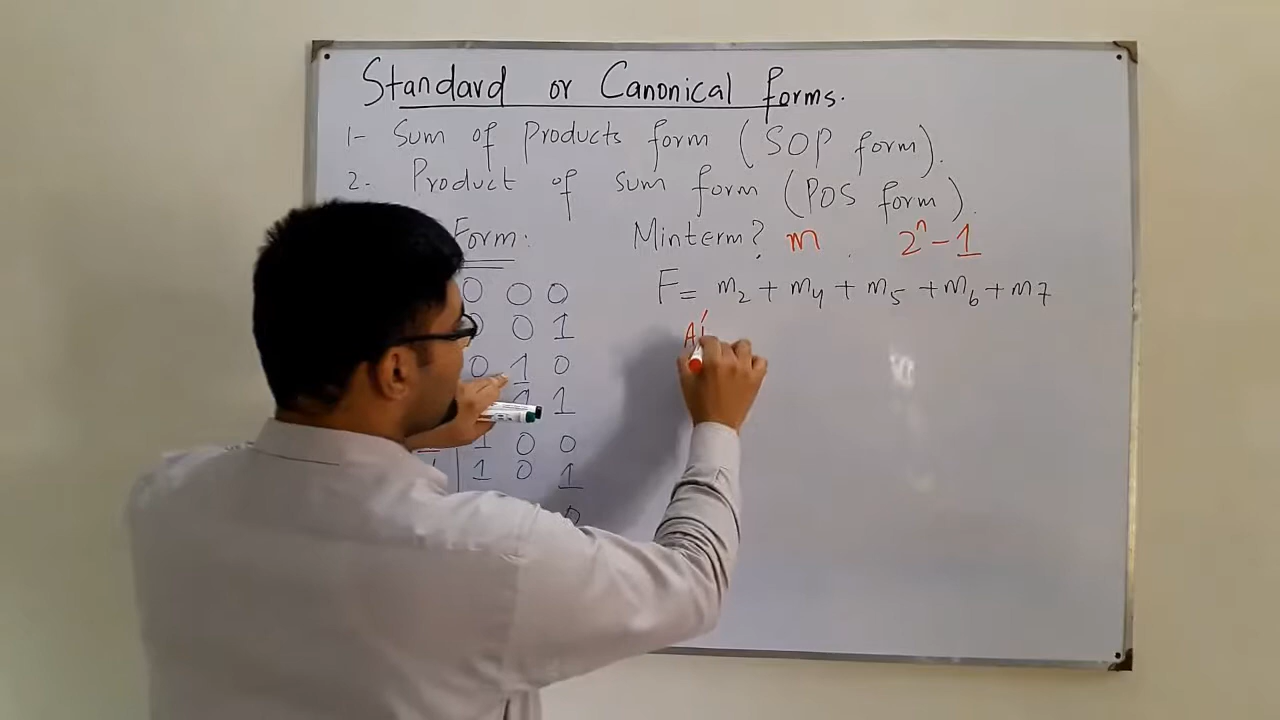 Standard or Canonical forms.
1- Sum of Products form (SOP form).
2. Product of sum form (POS form).
Form:
Minterm? m 2ⁿ-1
F= m₂ + m₄ + m₅ + m₆ + m₇
A'
0 0 0
0 0 1
0 1 0
1 1
1 0 0
1 0 1
0